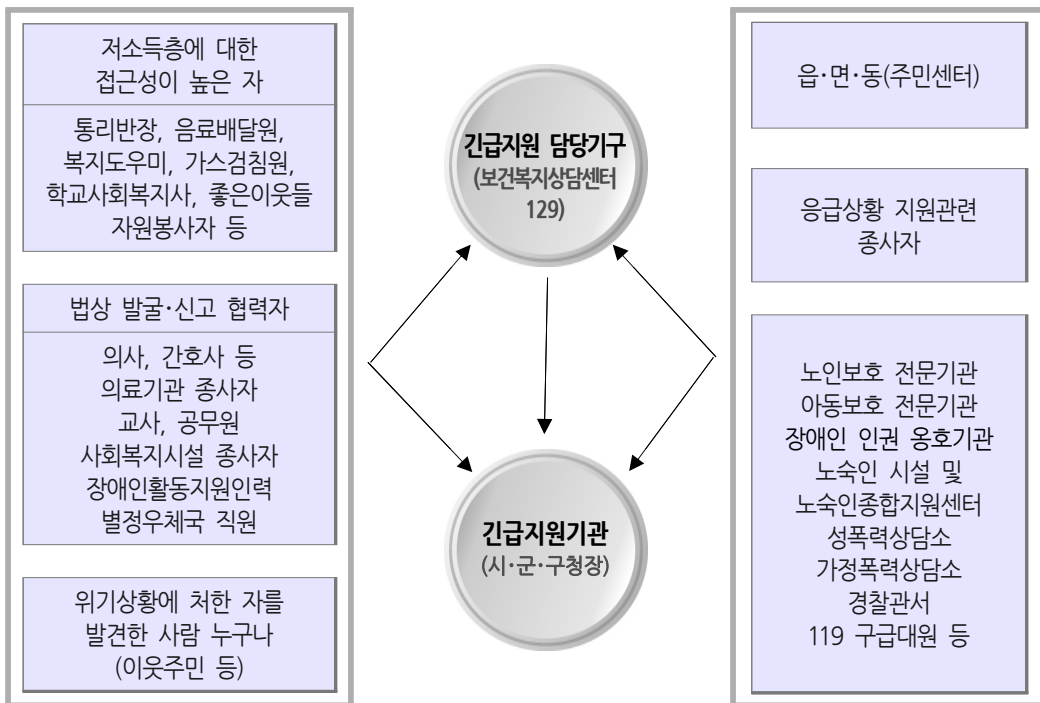 저소득층에 대한
접근성이 높은 자
통리반장, 음료배달원,
복지도우미, 가스검침원,
학교사회복지사, 좋은이웃들
자원봉사자 등
법상 발굴·신고 협력자
의사, 간호사 등
의료기관 종사자
교사, 공무원
사회복지시설 종사자
장애인활동지원인력
별정우체국 직원
위기상황에 처한 자를
발견한 사람 누구나
(이웃주민 등)
긴급지원 담당기구
(보건복지상담센터
129)
긴급지원기관
(시·군·구청장)
읍·면·동(주민센터)
응급상황 지원관련
종사자
노인보호 전문기관
아동보호 전문기관
장애인 인권 옹호기관
노숙인 시설 및
노숙인종합지원센터
성폭력상담소
가정폭력상담소
경찰관서
119 구급대원 등